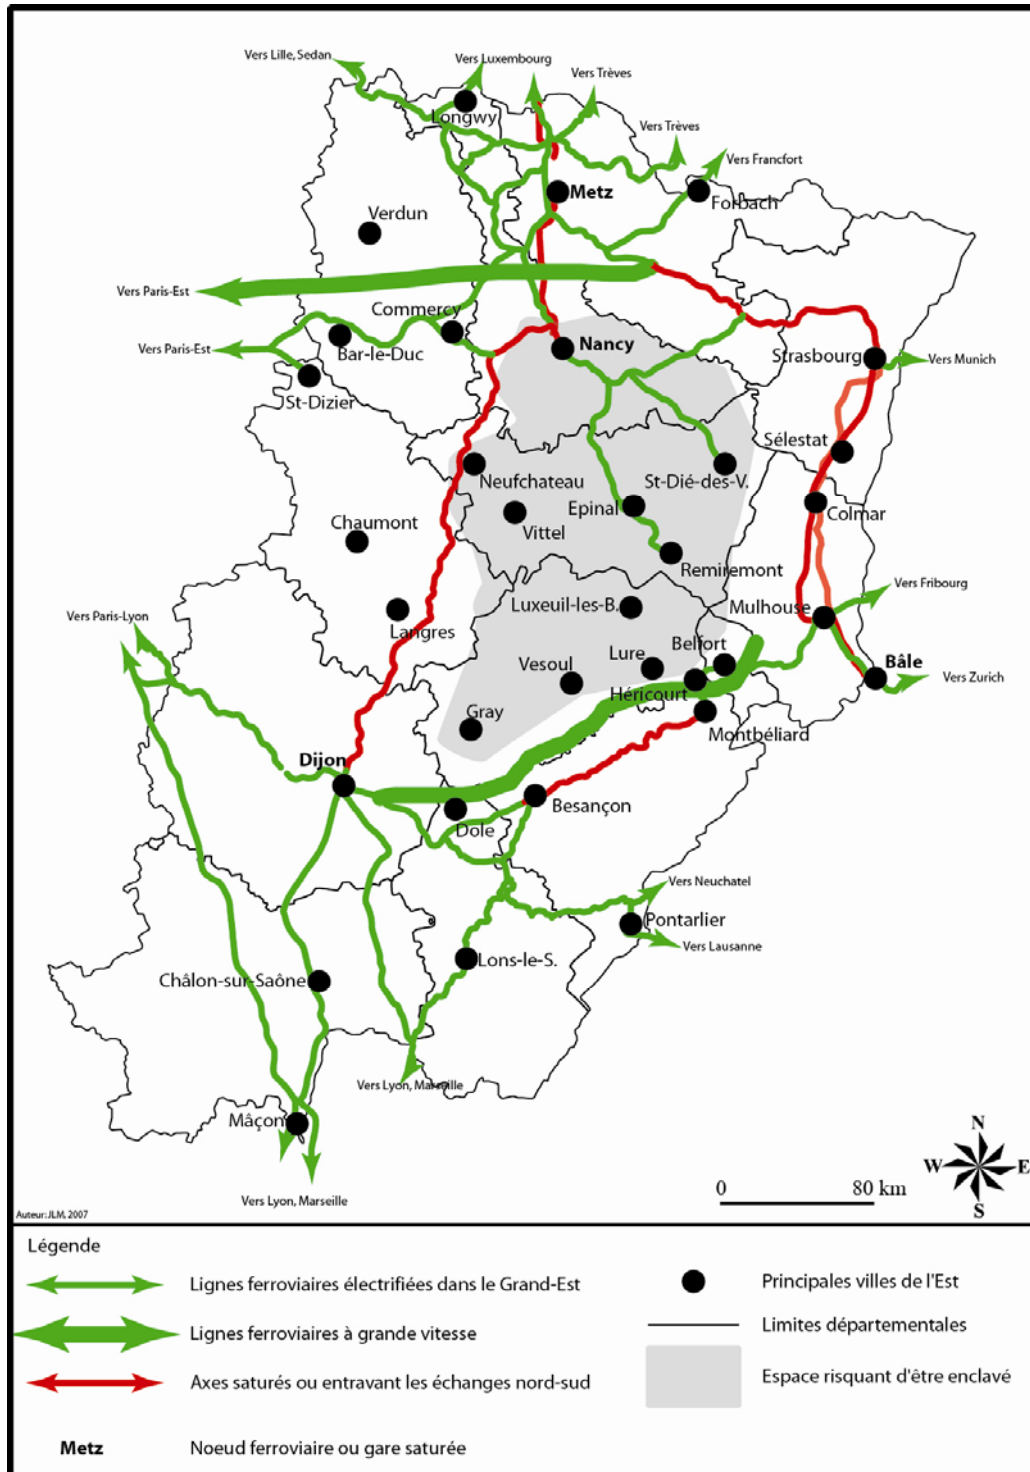 Vers Lille, Sedan
Vers Luxembourg
Vers Trèves
Longwy
Vers Trèves
Vers Francfort
Metz
Forbach
Verdun
Vers Paris-Est
Commercy
Vers Paris-Est
Bar-le-Duc
Nancy
Strasbourg
Vers Munich
St-Dizier
Sélestat
Neufchateau
St-Dié-des-V.
Epinal
Colmar
Chaumont
Vittel
Remiremont
Vers Fribourg
Luxeuil-les-B.
Mulhouse
Vers Paris-Lyon
Langres
Belfort
Lure
Vesoul
Bâle
Vers Zurich
Héricourt
Gray
Montbéliard
Dijon
Besançon
Dole
Vers Neuchatel
Pontarlier
Vers Lausanne
Lons-le-S.
Châlon-sur-Saône
Vers Lyon, Marseille
Mâçon
Vers Lyon, Marseille
N
W E
S
0 80 km
Auteur: JLM, 2007
Légende
Lignes ferroviaires électrifiées dans le Grand-Est
Lignes ferroviaires à grande vitesse
Axes saturés ou entravant les échanges nord-sud
Metz Noeud ferroviaire ou gare saturée
Principales villes de l'Est
Limites départementales
Espace risquant d'être enclavé